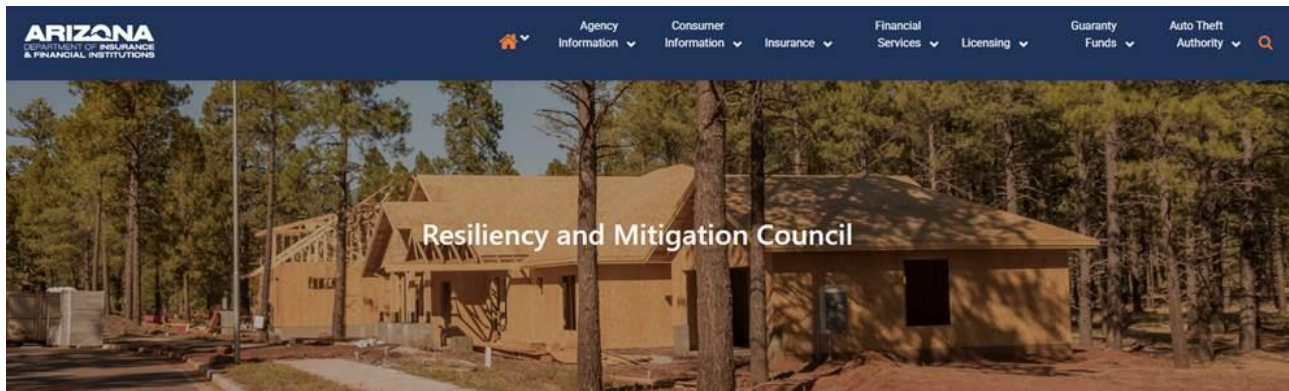 ARIZONA
DEPARTMENT OF INSURANCE
& FINANCIAL INSTITUTIONS
Agency
Information
Consumer
Information
Insurance
Financial
Services
Licensing
Guaranty
Funds
Auto Theft
Authority
Resiliency and Mitigation Council